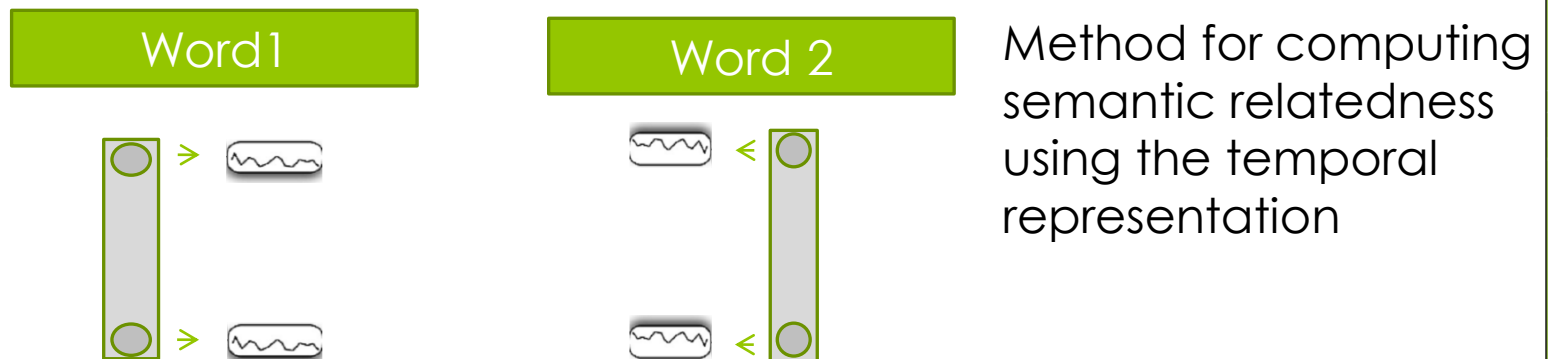 Word1
Word 2
Method for computing
semantic relatedness
using the temporal
representation